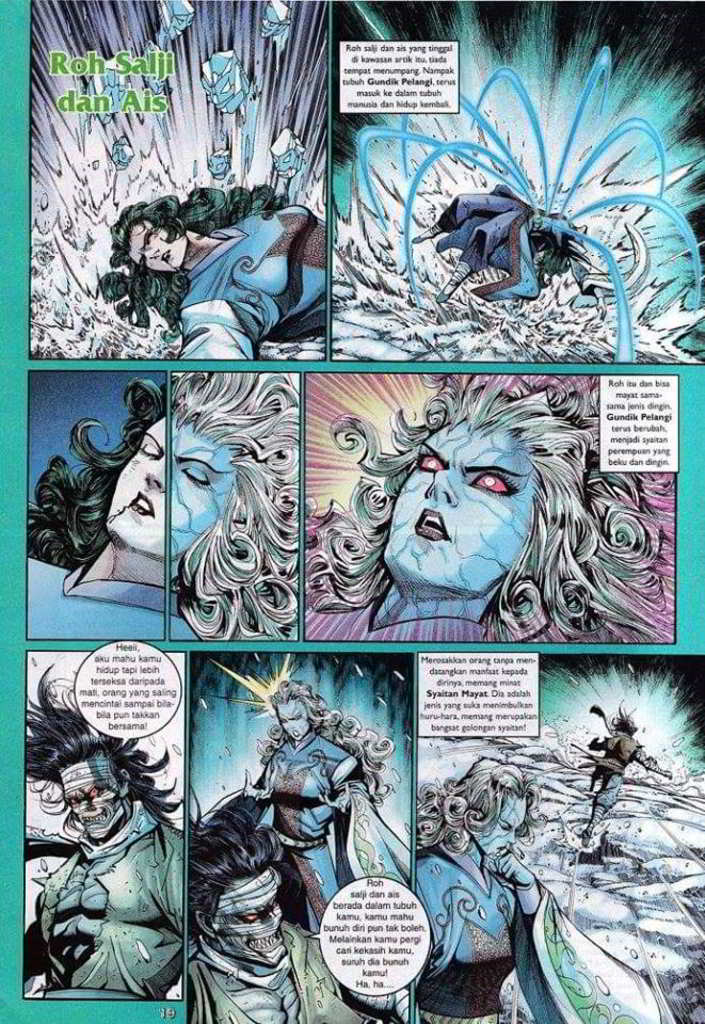 Roh Salji
dan Ais
Roh salji dan ais yang tinggal
di kawasan artik itu, tiada
tempat menumpang. Nampak
tubuh Gundik Pelangi, terus
masuk ke dalam tubuh
manusia dan hidup kembali.
Roh itu dan bisa
mayat sama-
sama jenis dingin.
Gundik Pelangi
terus berubah,
menjadi syaitan
perempuan yang
beku dan dingin.
Heeii,
aku mahu kamu
hidup tapi lebih
terseksa daripada
mati, orang yang saling
mencintai sampai bila-
bila pun takkan
bersama!
Roh
salji dan ais
berada dalam tubuh
kamu, kamu mahu
bunuh diri pun tak boleh.
Melainkan kamu pergi
cari kekasih kamu,
suruh dia bunuh
kamu!
Ha, ha....
Merosakkan orang tanpa men-
datangkan manfaat kepada
dirinya, memang minat
Syaitan Mayat. Dia adalah
jenis yang suka menimbulkan
huru-hara, memang merupakan
bangsat golongan syaitan!
19